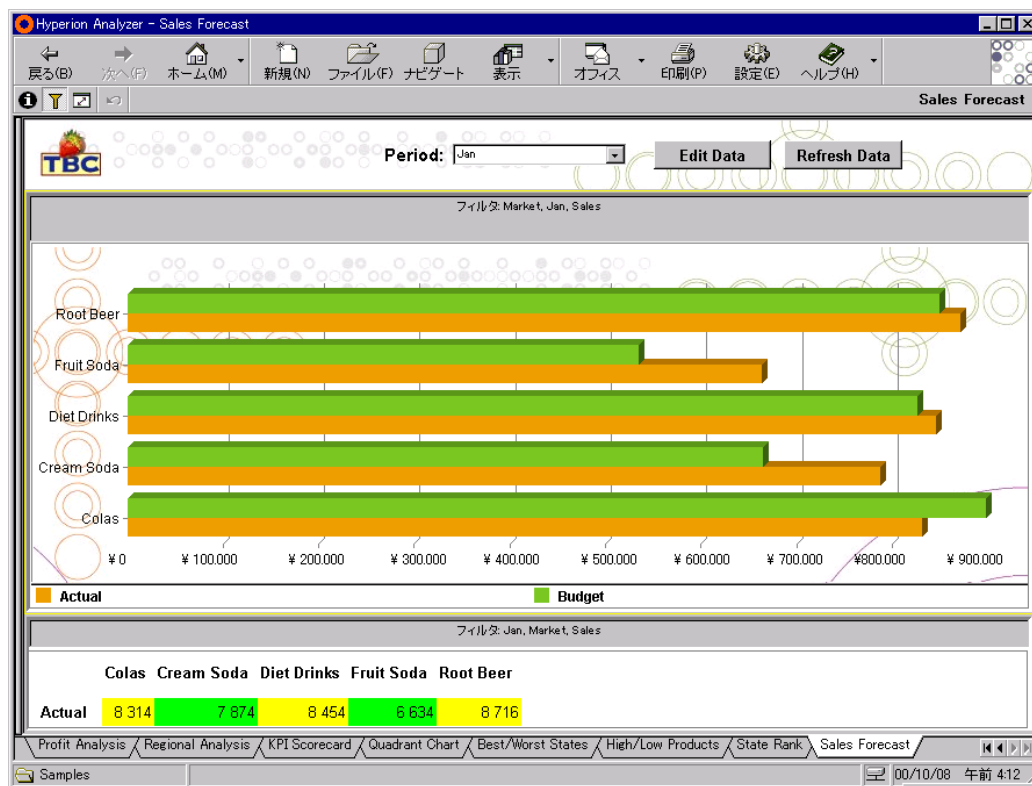 Hyperion Analyzer - Sales Forecast
戻る(B) 次へ(F) ホーム(M) 新規(N) ファイル(F) ナビゲート 表示 オフィス 印刷(P) 設定(E) ヘルプ(H)
Sales Forecast
TBC Period: Jan Edit Data Refresh Data
フィルタ: Market, Jan, Sales
Root Beer
Fruit Soda
Diet Drinks
Cream Soda
Colas
¥ 0 ¥ 100.000 ¥ 200.000 ¥ 300.000 ¥ 400.000 ¥ 500.000 ¥ 600.000 ¥ 700.000 ¥800.000 ¥ 900.000
Actual Budget
フィルタ: Jan, Market, Sales
Colas Cream Soda Diet Drinks Fruit Soda Root Beer
Actual 8 314 7 874 8 454 6 634 8 716
Profit Analysis Regional Analysis KPI Scorecard Quadrant Chart Best/Worst States High/Low Products State Rank Sales Forecast
Samples 00/10/08 午前 4:12